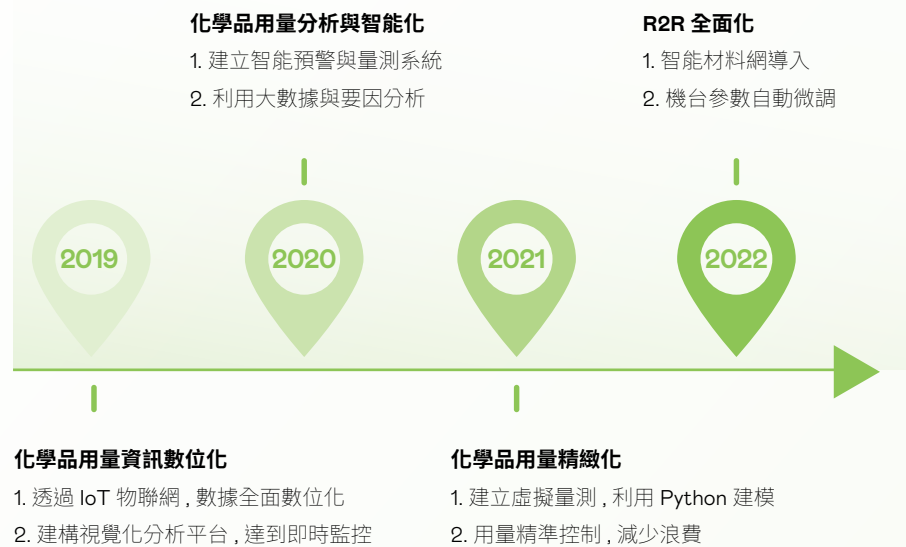 化學品用量分析與智能化
1. 建立智能預警與量測系統
2. 利用大數據與要因分析
R2R 全面化
1. 智能材料網導入
2. 機台參數自動微調
2019
2020
2021
2022
化學品用量資訊數位化
1. 透過 IoT 物聯網 , 數據全面數位化
2. 建構視覺化分析平台 , 達到即時監控
化學品用量精緻化
1. 建立虛擬量測 , 利用 Python 建模
2. 用量精準控制 , 減少浪費